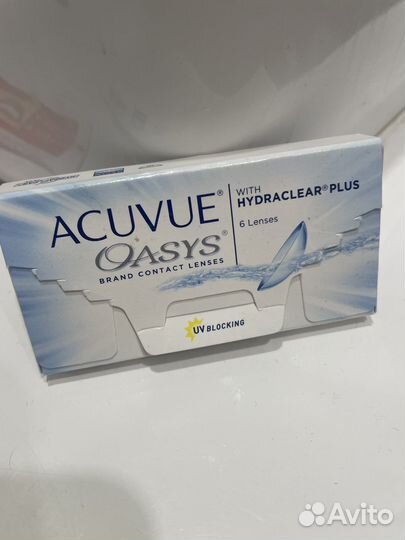 ACUVUE®
OASYS®
BRAND CONTACT LENSES
WITH
HYDRACLEAR® PLUS
6 Lenses
UV BLOCKING
Avito